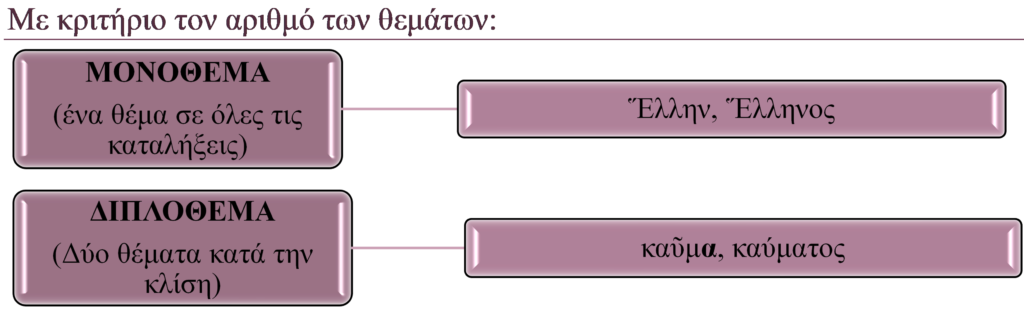 Με κριτήριο τον αριθμό των θεμάτων:
ΜΟΝΟΘΕΜΑ
(ένα θέμα σε όλες τις
καταλήξεις)
Ἕλλην, Ἕλληνος
ΔΙΠΛΟΘΕΜΑ
(Δύο θέματα κατά την
κλίση)
καῦμα, καύματος